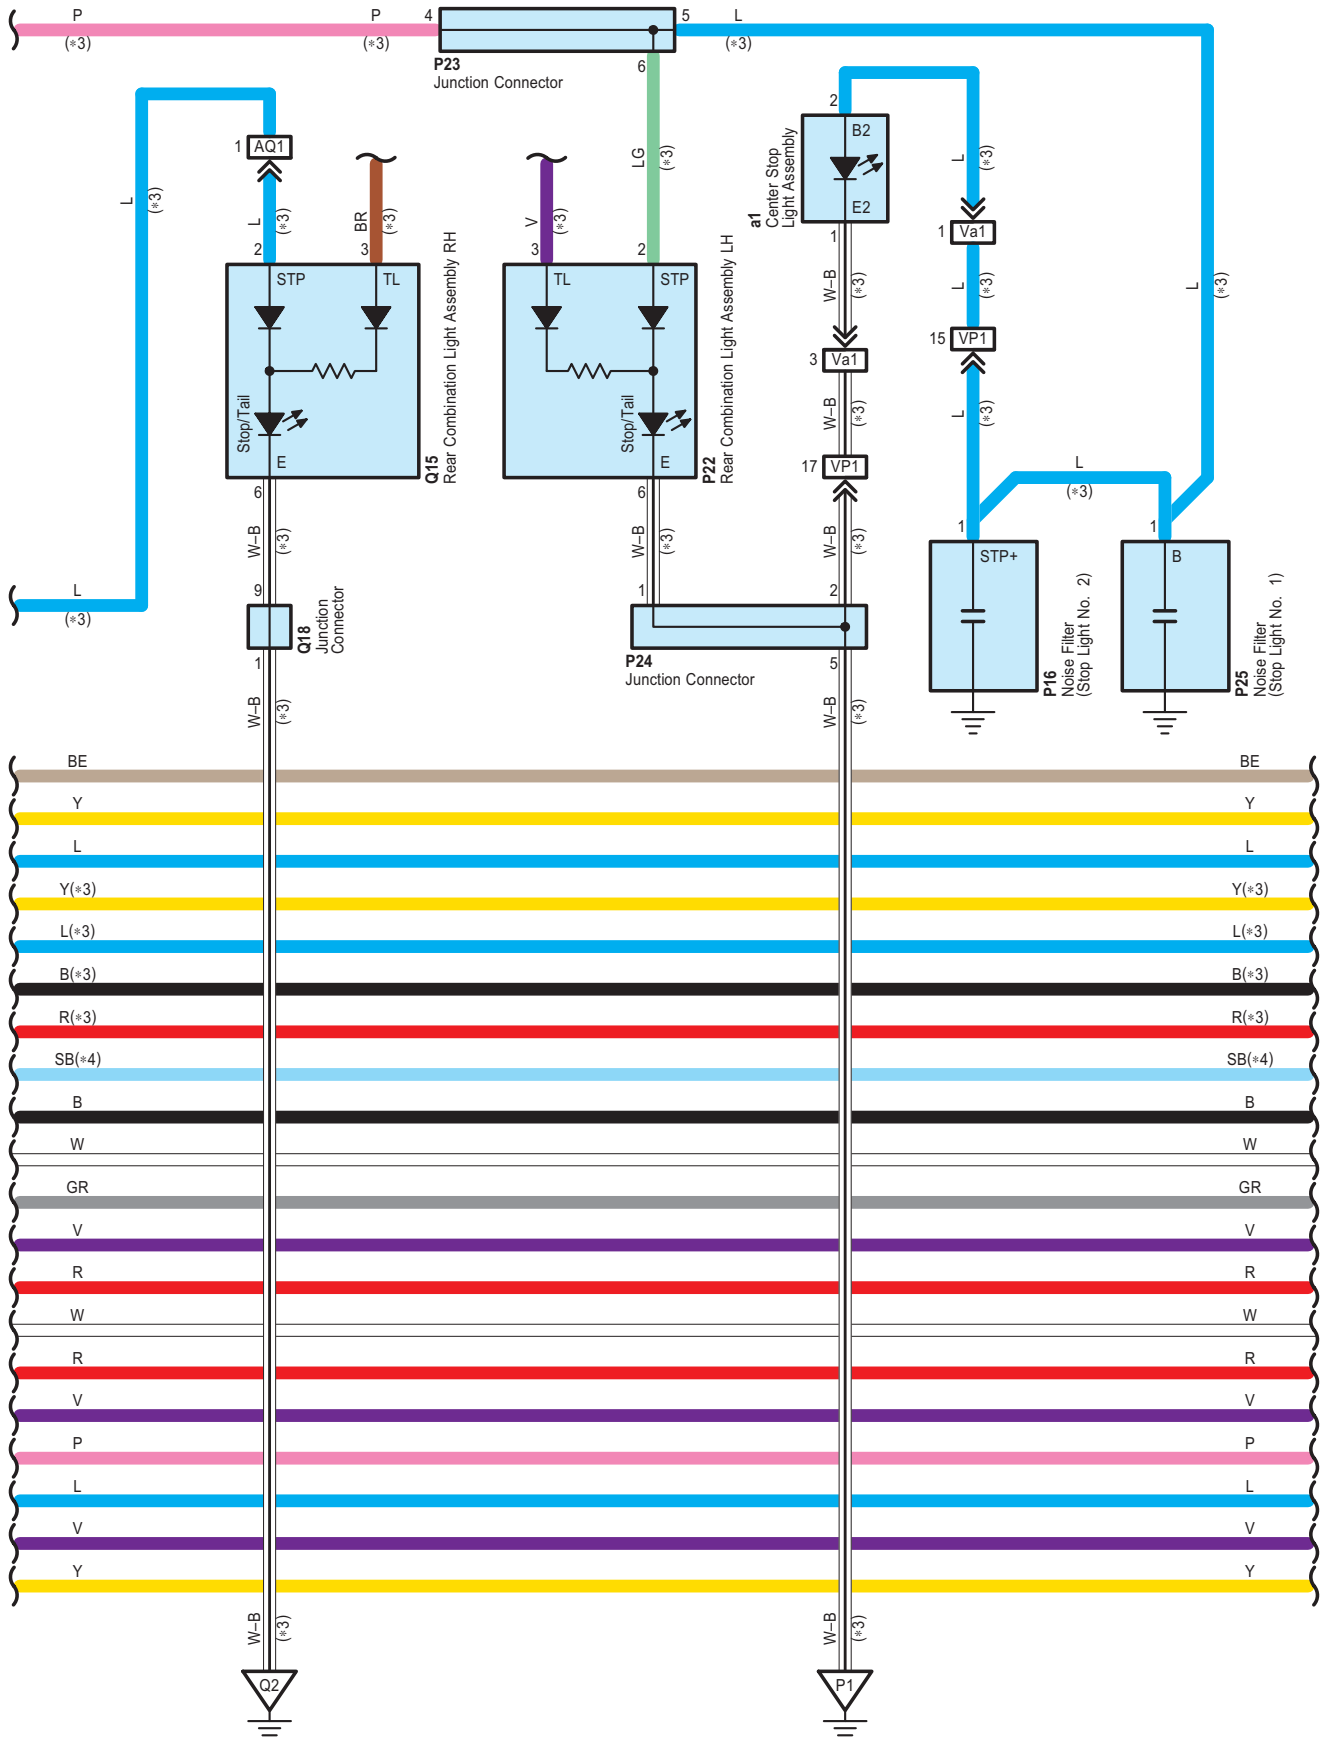 P
(*3)
P
(*3)
4
5
L
(*3)
P23
Junction Connector
6
2
B2
E2
1
a1
Center Stop
Light Assembly
1 AQ1
L
(*3)
L
(*3)
BR
(*3)
V
(*3)
LG
(*3)
L
(*3)
1 Va1
L
(*3)
L
(*3)
2
3
STP
TL
Stop/Tail
E
Q15
Rear Combination Light Assembly RH
3
2
TL
STP
Stop/Tail
E
P22
Rear Combination Light Assembly LH
W-B
(*3)
3 Va1
W-B
(*3)
17 VP1
W-B
(*3)
15 VP1
L
(*3)
L
(*3)
6
W-B
(*3)
9
Q18
Junction
Connector
1
W-B
(*3)
6
W-B
(*3)
1
2
P24
Junction Connector
5
W-B
(*3)
1
STP+
P16
Noise Filter
(Stop Light No. 2)
1
B
P25
Noise Filter
(Stop Light No. 1)
L
(*3)
BE BE
Y Y
L L
Y(*3) Y(*3)
L(*3) L(*3)
B(*3) B(*3)
R(*3) R(*3)
SB(*4) SB(*4)
B B
W W
GR GR
V V
R R
W W
R R
V V
P P
L L
V V
Y Y
W-B
(*3)
W-B
(*3)
Q2
P1